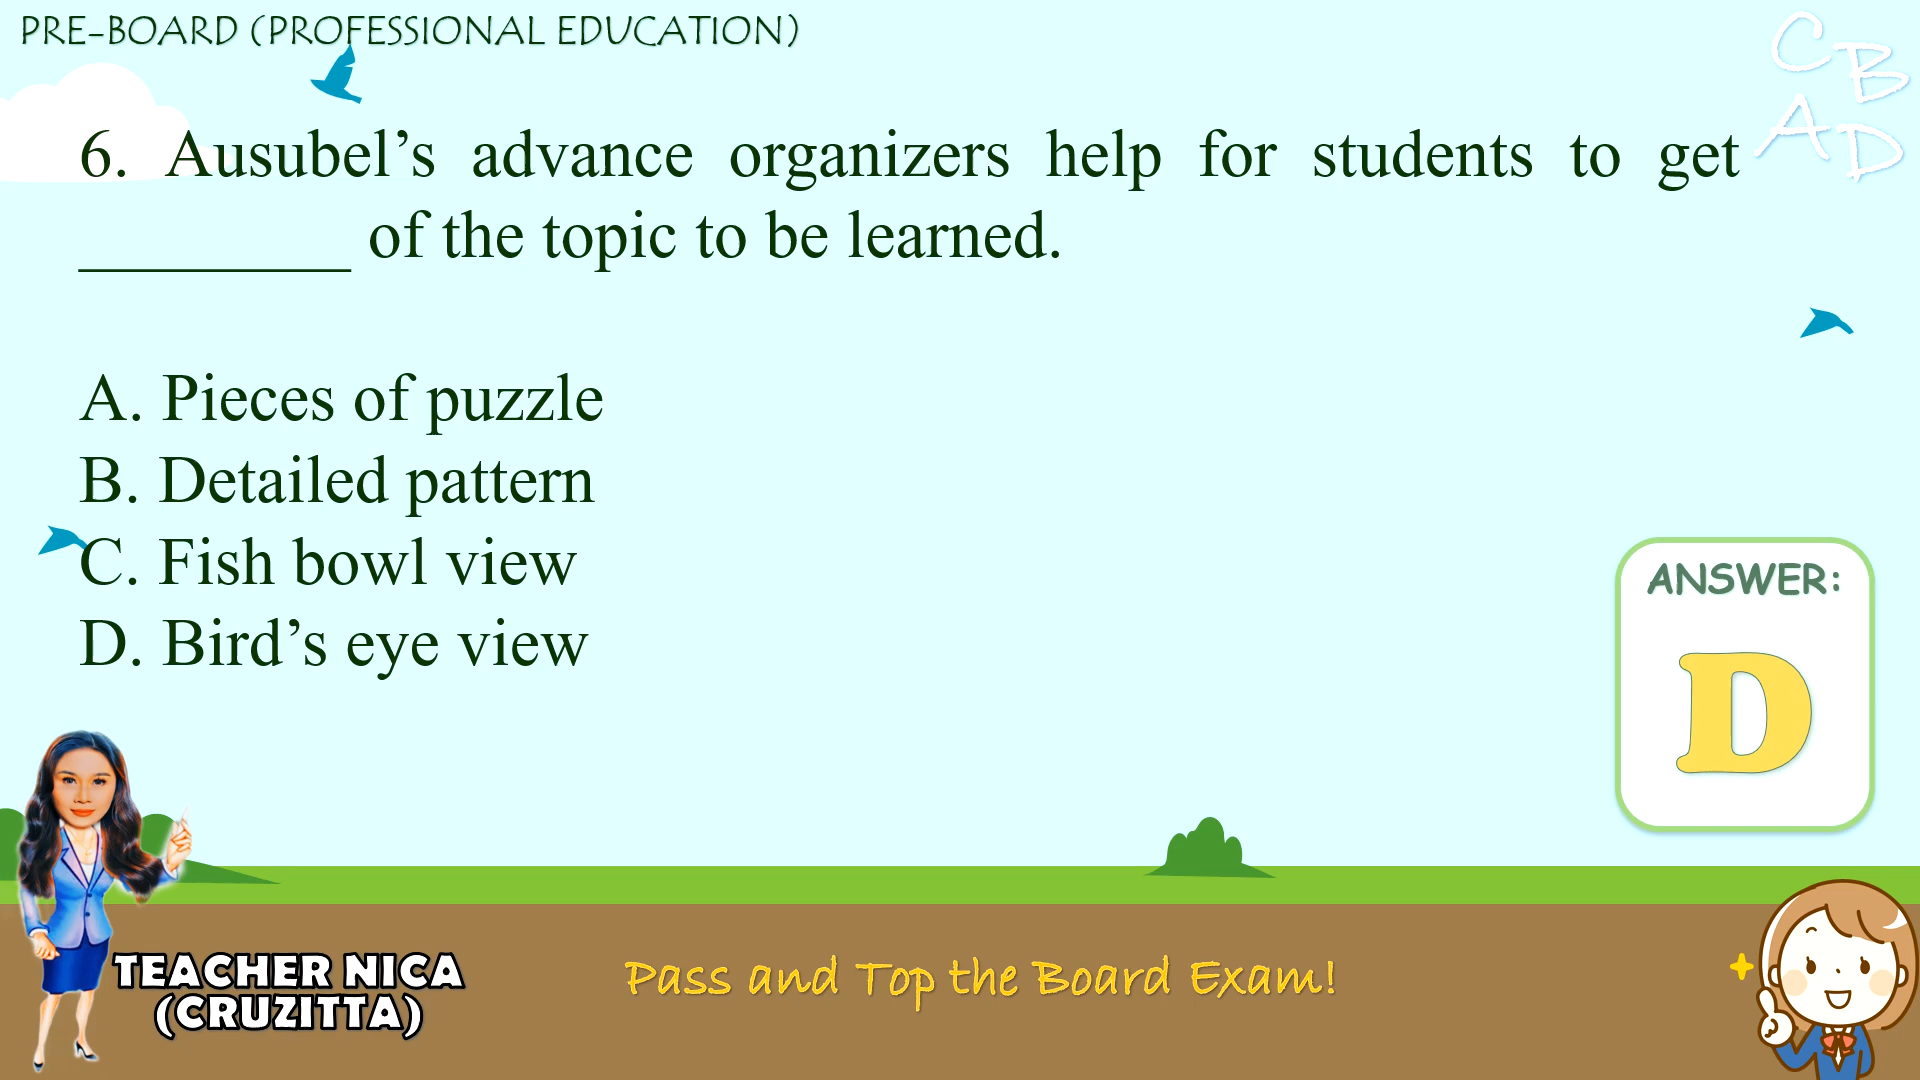 PRE-BOARD (PROFESSIONAL EDUCATION)
C B
A D
6. Ausubel’s advance organizers help for students to get
________ of the topic to be learned.
A. Pieces of puzzle
B. Detailed pattern
C. Fish bowl view
D. Bird’s eye view
ANSWER:
D
TEACHER NICA
(CRUZITTA)
Pass and Top the Board Exam!